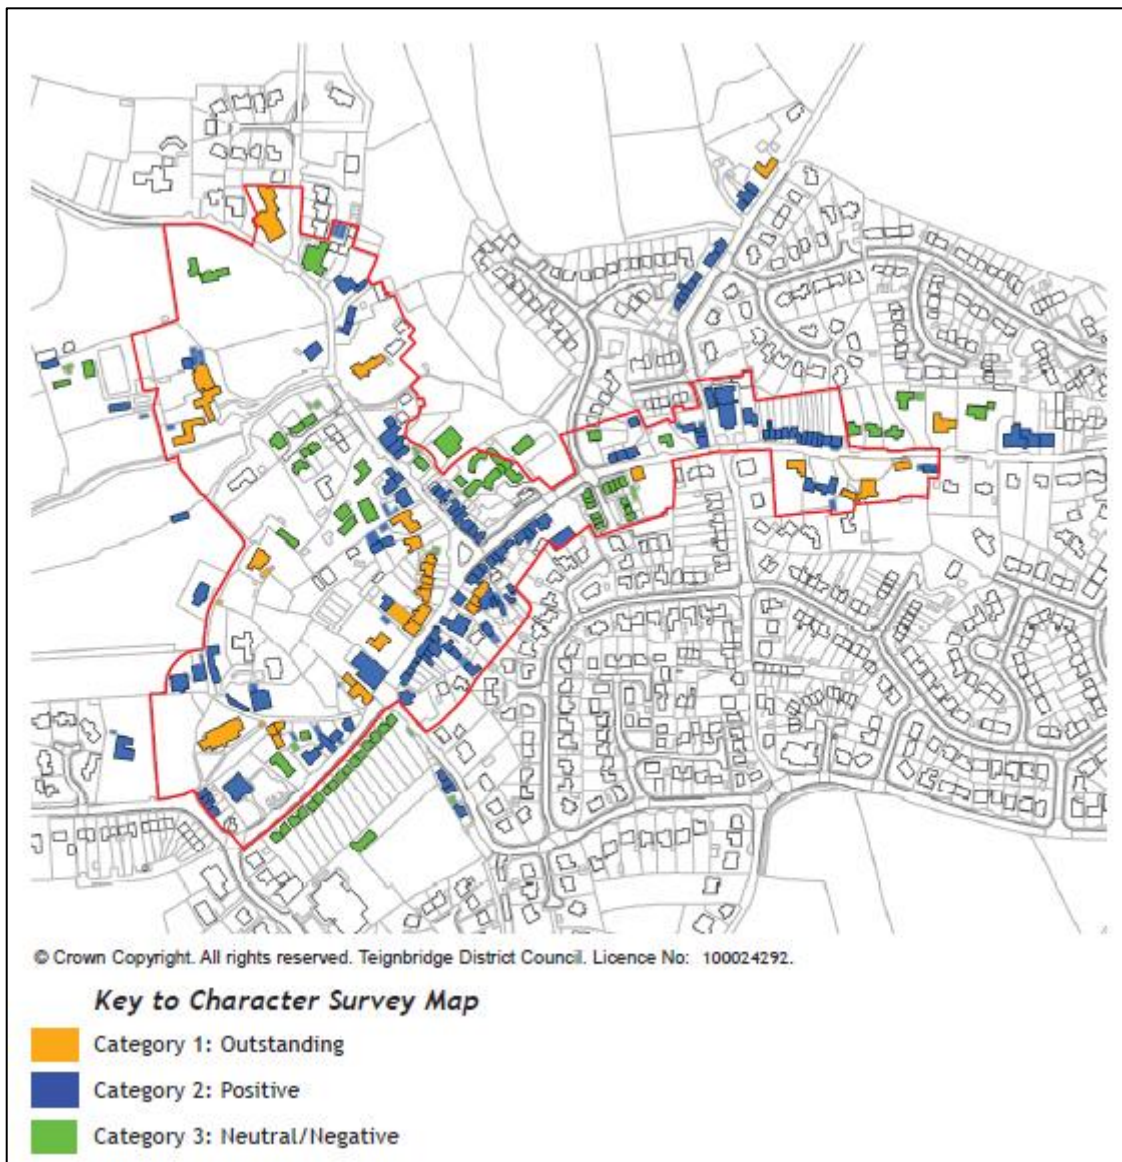 © Crown Copyright. All rights reserved. Teignbridge District Council. Licence No: 100024292.
Key to Character Survey Map
Category 1: Outstanding
Category 2: Positive
Category 3: Neutral/Negative